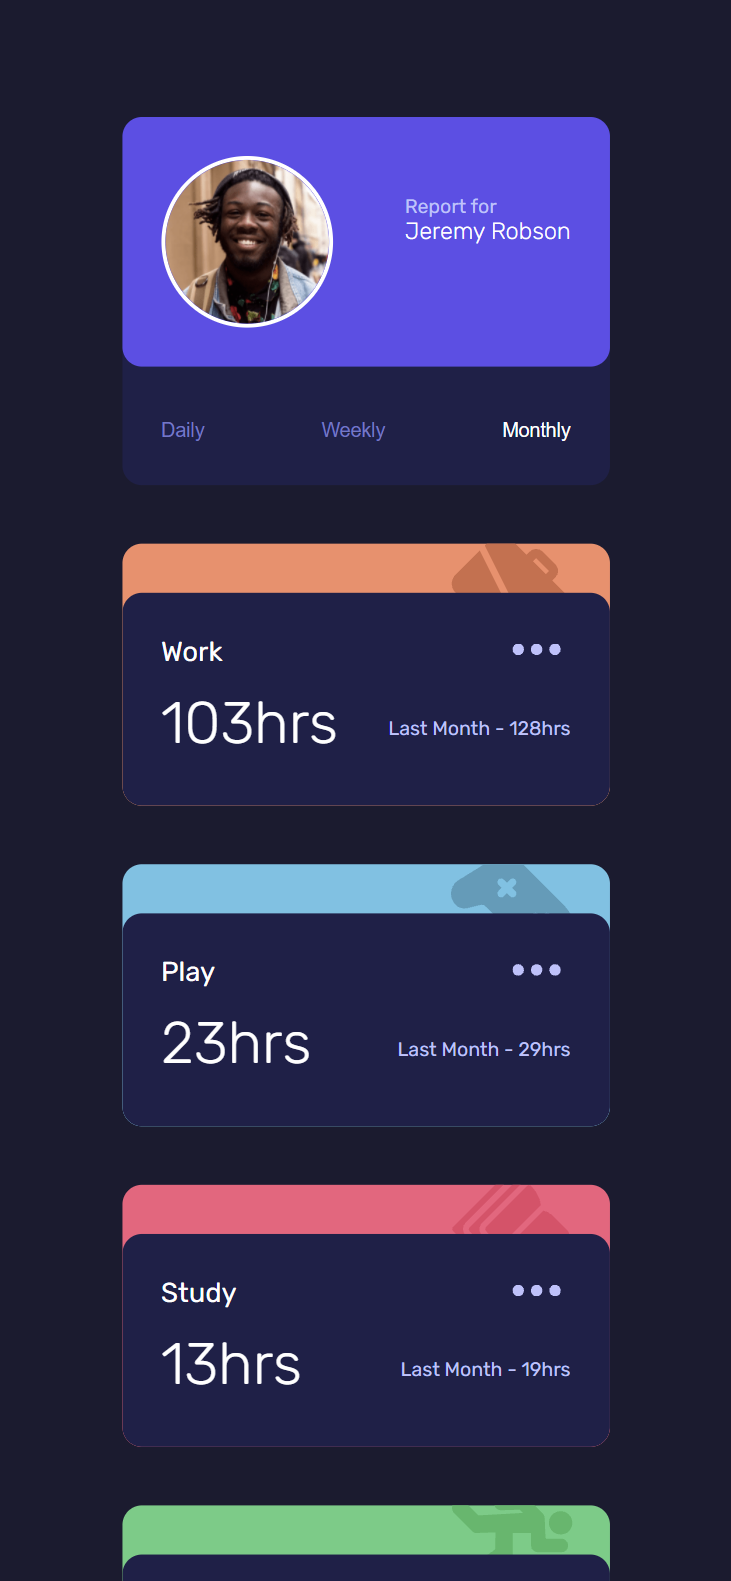 Report for
Jeremy Robson
Daily Weekly Monthly
Work
103hrs Last Month - 128hrs
Play
23hrs Last Month - 29hrs
Study
13hrs Last Month - 19hrs